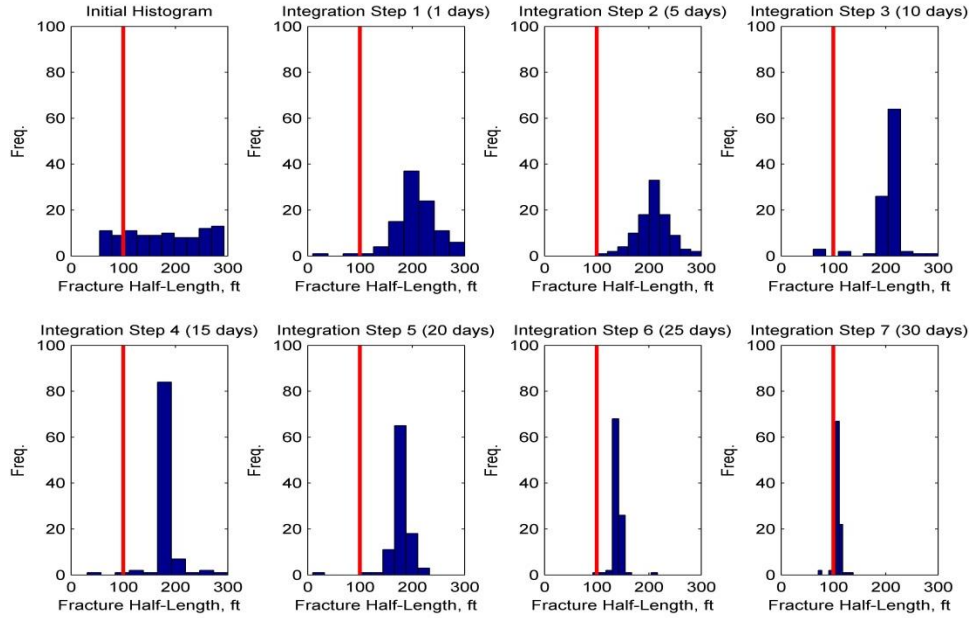 Initial Histogram
Integration Step 1 (1 days)
Integration Step 2 (5 days)
Integration Step 3 (10 days)
100
80
60
40
20
0
Freq.
0 100 200 300
Fracture Half-Length, ft
100
80
60
40
20
0
Freq.
0 100 200 300
Fracture Half-Length, ft
100
80
60
40
20
0
Freq.
0 100 200 300
Fracture Half-Length, ft
100
80
60
40
20
0
Freq.
0 100 200 300
Fracture Half-Length, ft
Integration Step 4 (15 days)
Integration Step 5 (20 days)
Integration Step 6 (25 days)
Integration Step 7 (30 days)
100
80
60
40
20
0
Freq.
0 100 200 300
Fracture Half-Length, ft
100
80
60
40
20
0
Freq.
0 100 200 300
Fracture Half-Length, ft
100
80
60
40
20
0
Freq.
0 100 200 300
Fracture Half-Length, ft
100
80
60
40
20
0
Freq.
0 100 200 300
Fracture Half-Length, ft